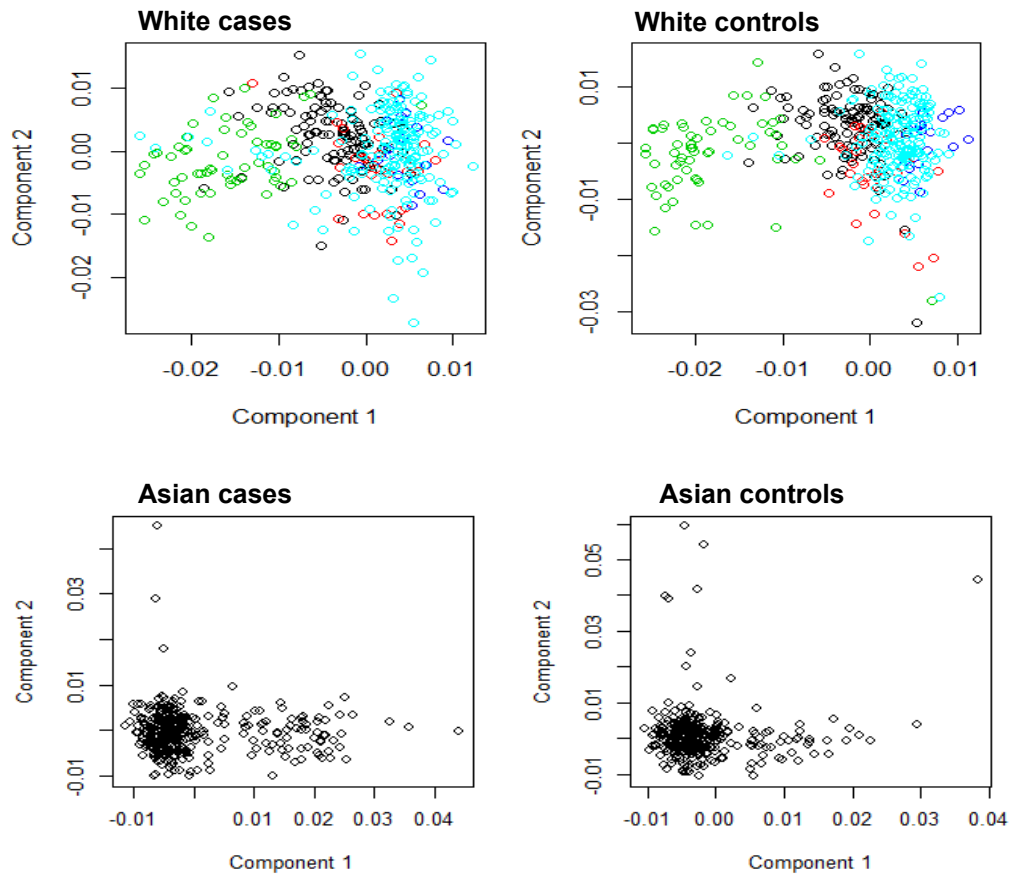 White cases
White controls
Component 2
0.01
0.00
-0.01
-0.02
-0.02 -0.01 0.00 0.01
Component 1
Component 2
0.01
-0.01
-0.03
-0.02 -0.01 0.00 0.01
Component 1
Asian cases
Asian controls
Component 2
0.03
0.01
-0.01
-0.01 0.01 0.02 0.03 0.04
Component 1
Component 2
0.05
0.03
0.01
-0.01
-0.01 0.00 0.01 0.02 0.03 0.04
Component 1